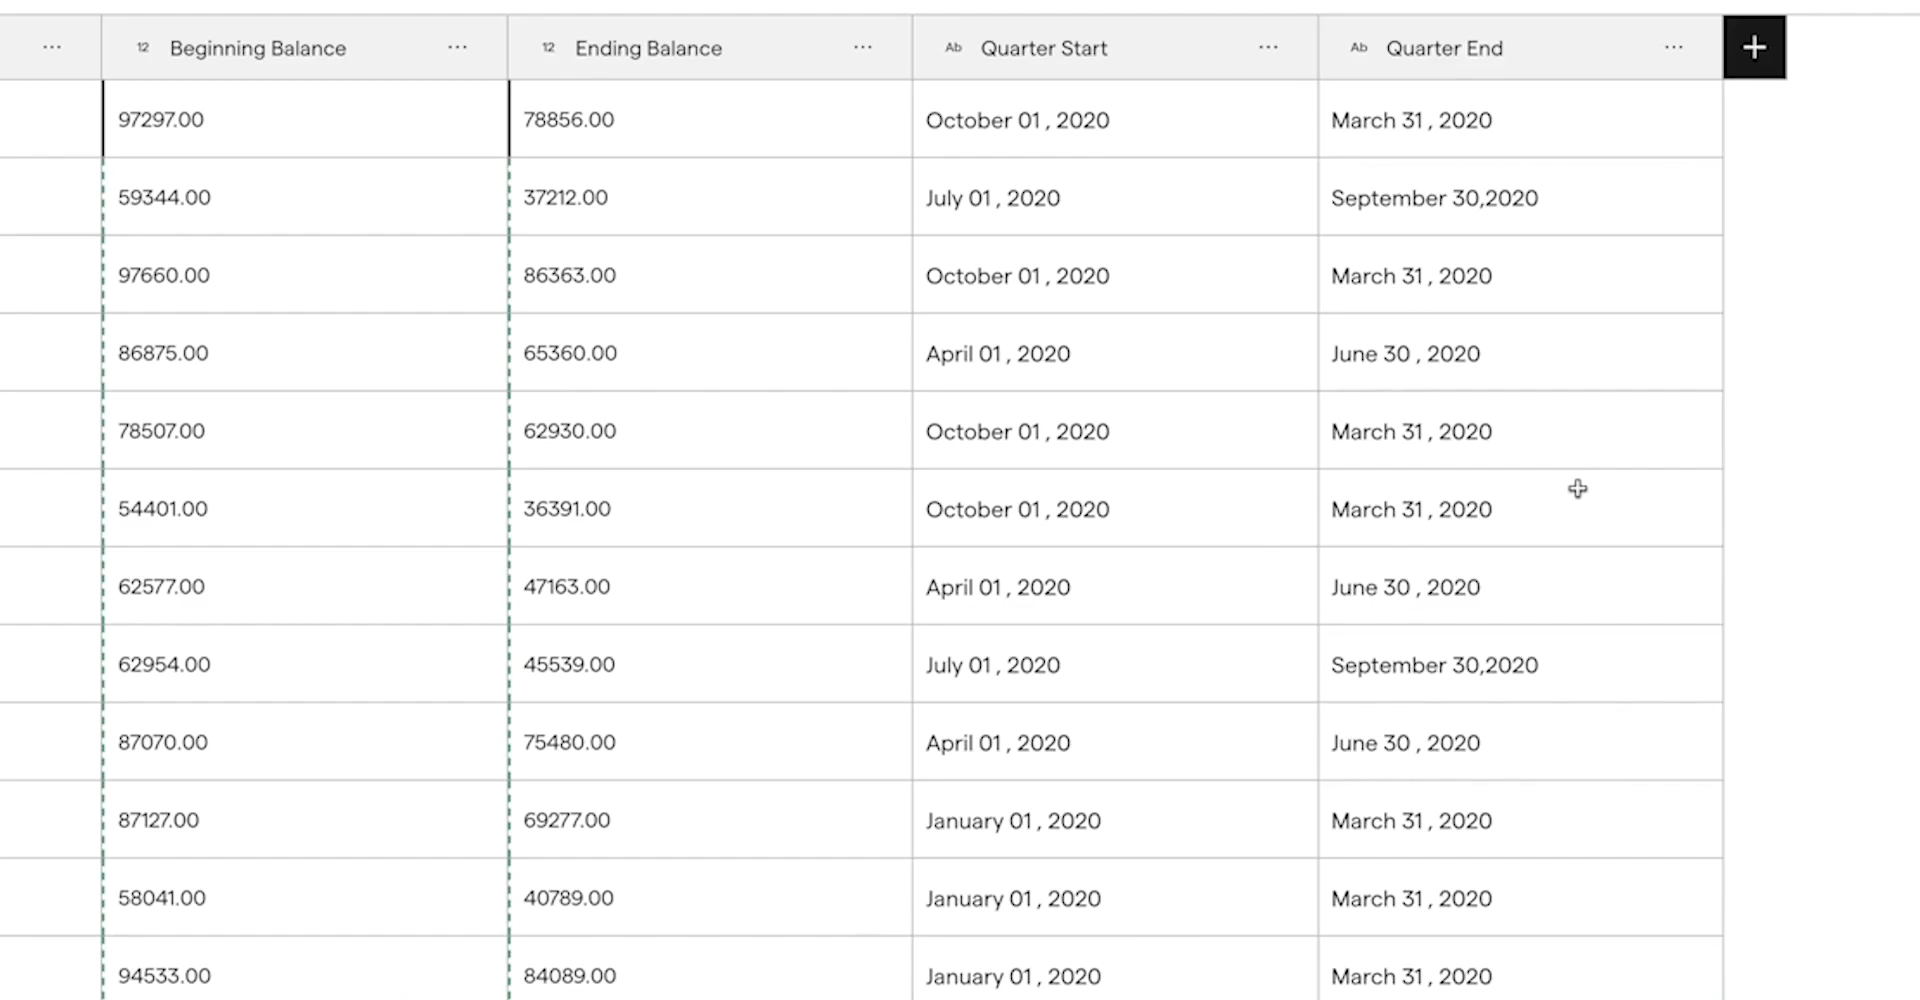 ··· 12 Beginning Balance ··· 12 Ending Balance ··· Ab Quarter Start ··· Ab Quarter End ··· +
97297.00 78856.00 October 01 , 2020 March 31 , 2020
59344.00 37212.00 July 01 , 2020 September 30,2020
97660.00 86363.00 October 01 , 2020 March 31 , 2020
86875.00 65360.00 April 01 , 2020 June 30 , 2020
78507.00 62930.00 October 01 , 2020 March 31 , 2020
54401.00 36391.00 October 01 , 2020 March 31 , 2020
62577.00 47163.00 April 01 , 2020 June 30 , 2020
62954.00 45539.00 July 01 , 2020 September 30,2020
87070.00 75480.00 April 01 , 2020 June 30 , 2020
87127.00 69277.00 January 01 , 2020 March 31 , 2020
58041.00 40789.00 January 01 , 2020 March 31 , 2020
94533.00 84089.00 January 01 , 2020 March 31 , 2020